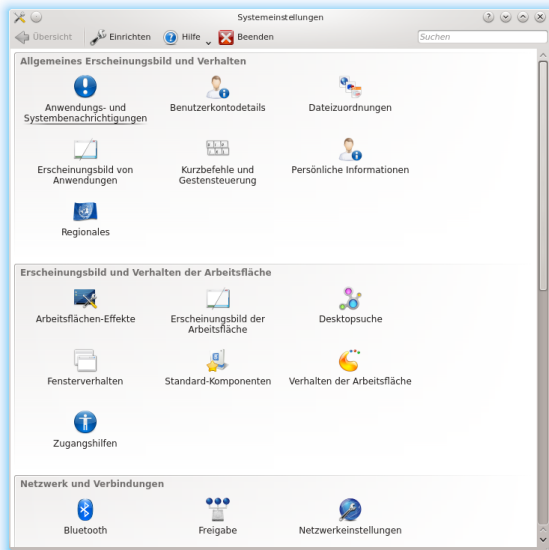 Systemeinstellungen
Übersicht Einrichten Hilfe Beenden Suchen
Allgemeines Erscheinungsbild und Verhalten
Anwendungs- und
Systembenachrichtigungen
Benutzerkontodetails
Dateizuordnungen
Erscheinungsbild von
Anwendungen
Kurzbefehle und
Gestensteuerung
Persönliche Informationen
Regionales
Erscheinungsbild und Verhalten der Arbeitsfläche
Arbeitsflächen-Effekte
Erscheinungsbild der
Arbeitsfläche
Desktopsuche
Fensterverhalten
Standard-Komponenten
Verhalten der Arbeitsfläche
Zugangshilfen
Netzwerk und Verbindungen
Bluetooth
Freigabe
Netzwerkeinstellungen